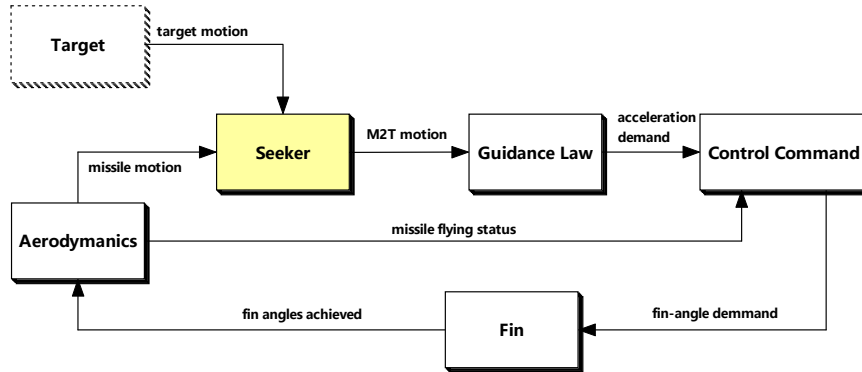 Target
target motion
Seeker
M2T motion
Guidance Law
acceleration
demand
Control Command
missile motion
Aerodymanics
missile flying status
fin angles achieved
Fin
fin-angle demmand